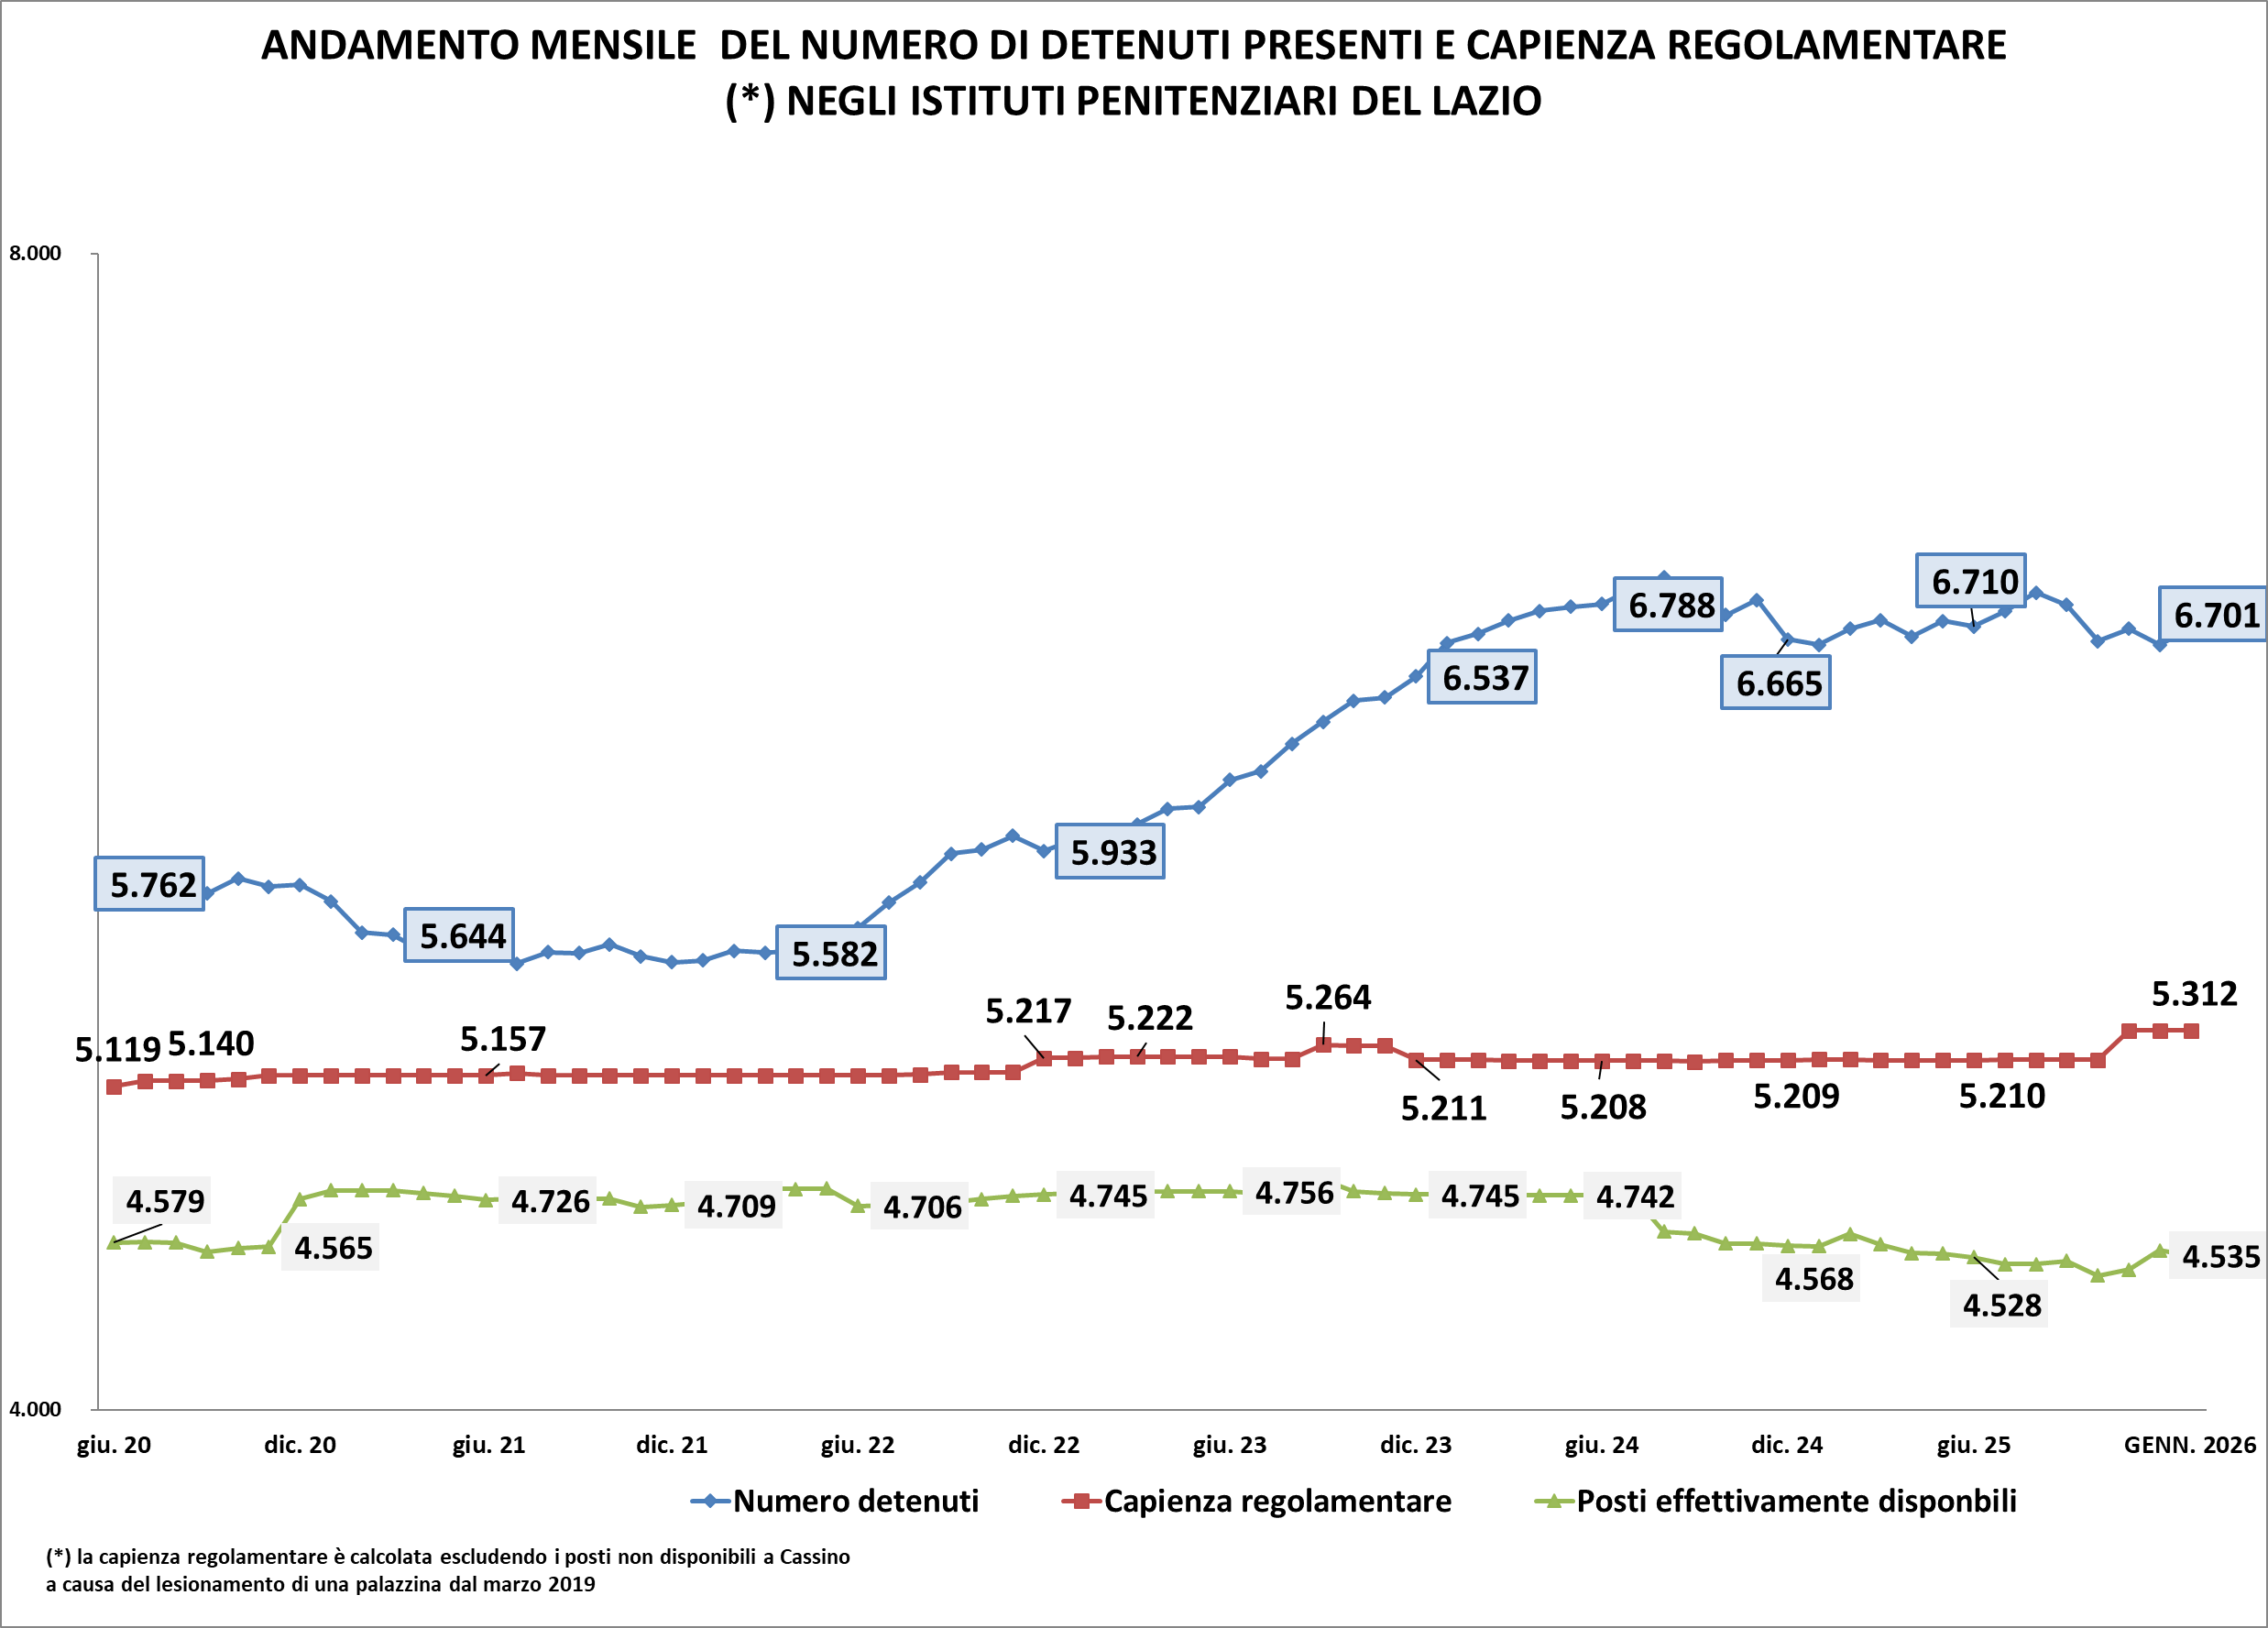 ANDAMENTO MENSILE  DEL NUMERO DI DETENUTI PRESENTI E CAPIENZA REGOLAMENTARE
(*) NEGLI ISTITUTI PENITENZIARI DEL LAZIO
8.000
6.710
6.788
6.701
6.537
6.665
5.933
5.762
5.644
5.582
5.264
5.312
5.217
5.222
5.119
5.140
5.157
5.211
5.208
5.209
5.210
4.579
4.726
4.709
4.706
4.745
4.756
4.745
4.742
4.565
4.568
4.535
4.528
4.000
giu. 20
dic. 20
giu. 21
dic. 21
giu. 22
dic. 22
giu. 23
dic. 23
giu. 24
dic. 24
giu. 25
GENN. 2026
Numero detenuti
Capienza regolamentare
Posti effettivamente disponbili
(*) la capienza regolamentare è calcolata escludendo i posti non disponibili a Cassino
a causa del lesionamento di una palazzina dal marzo 2019